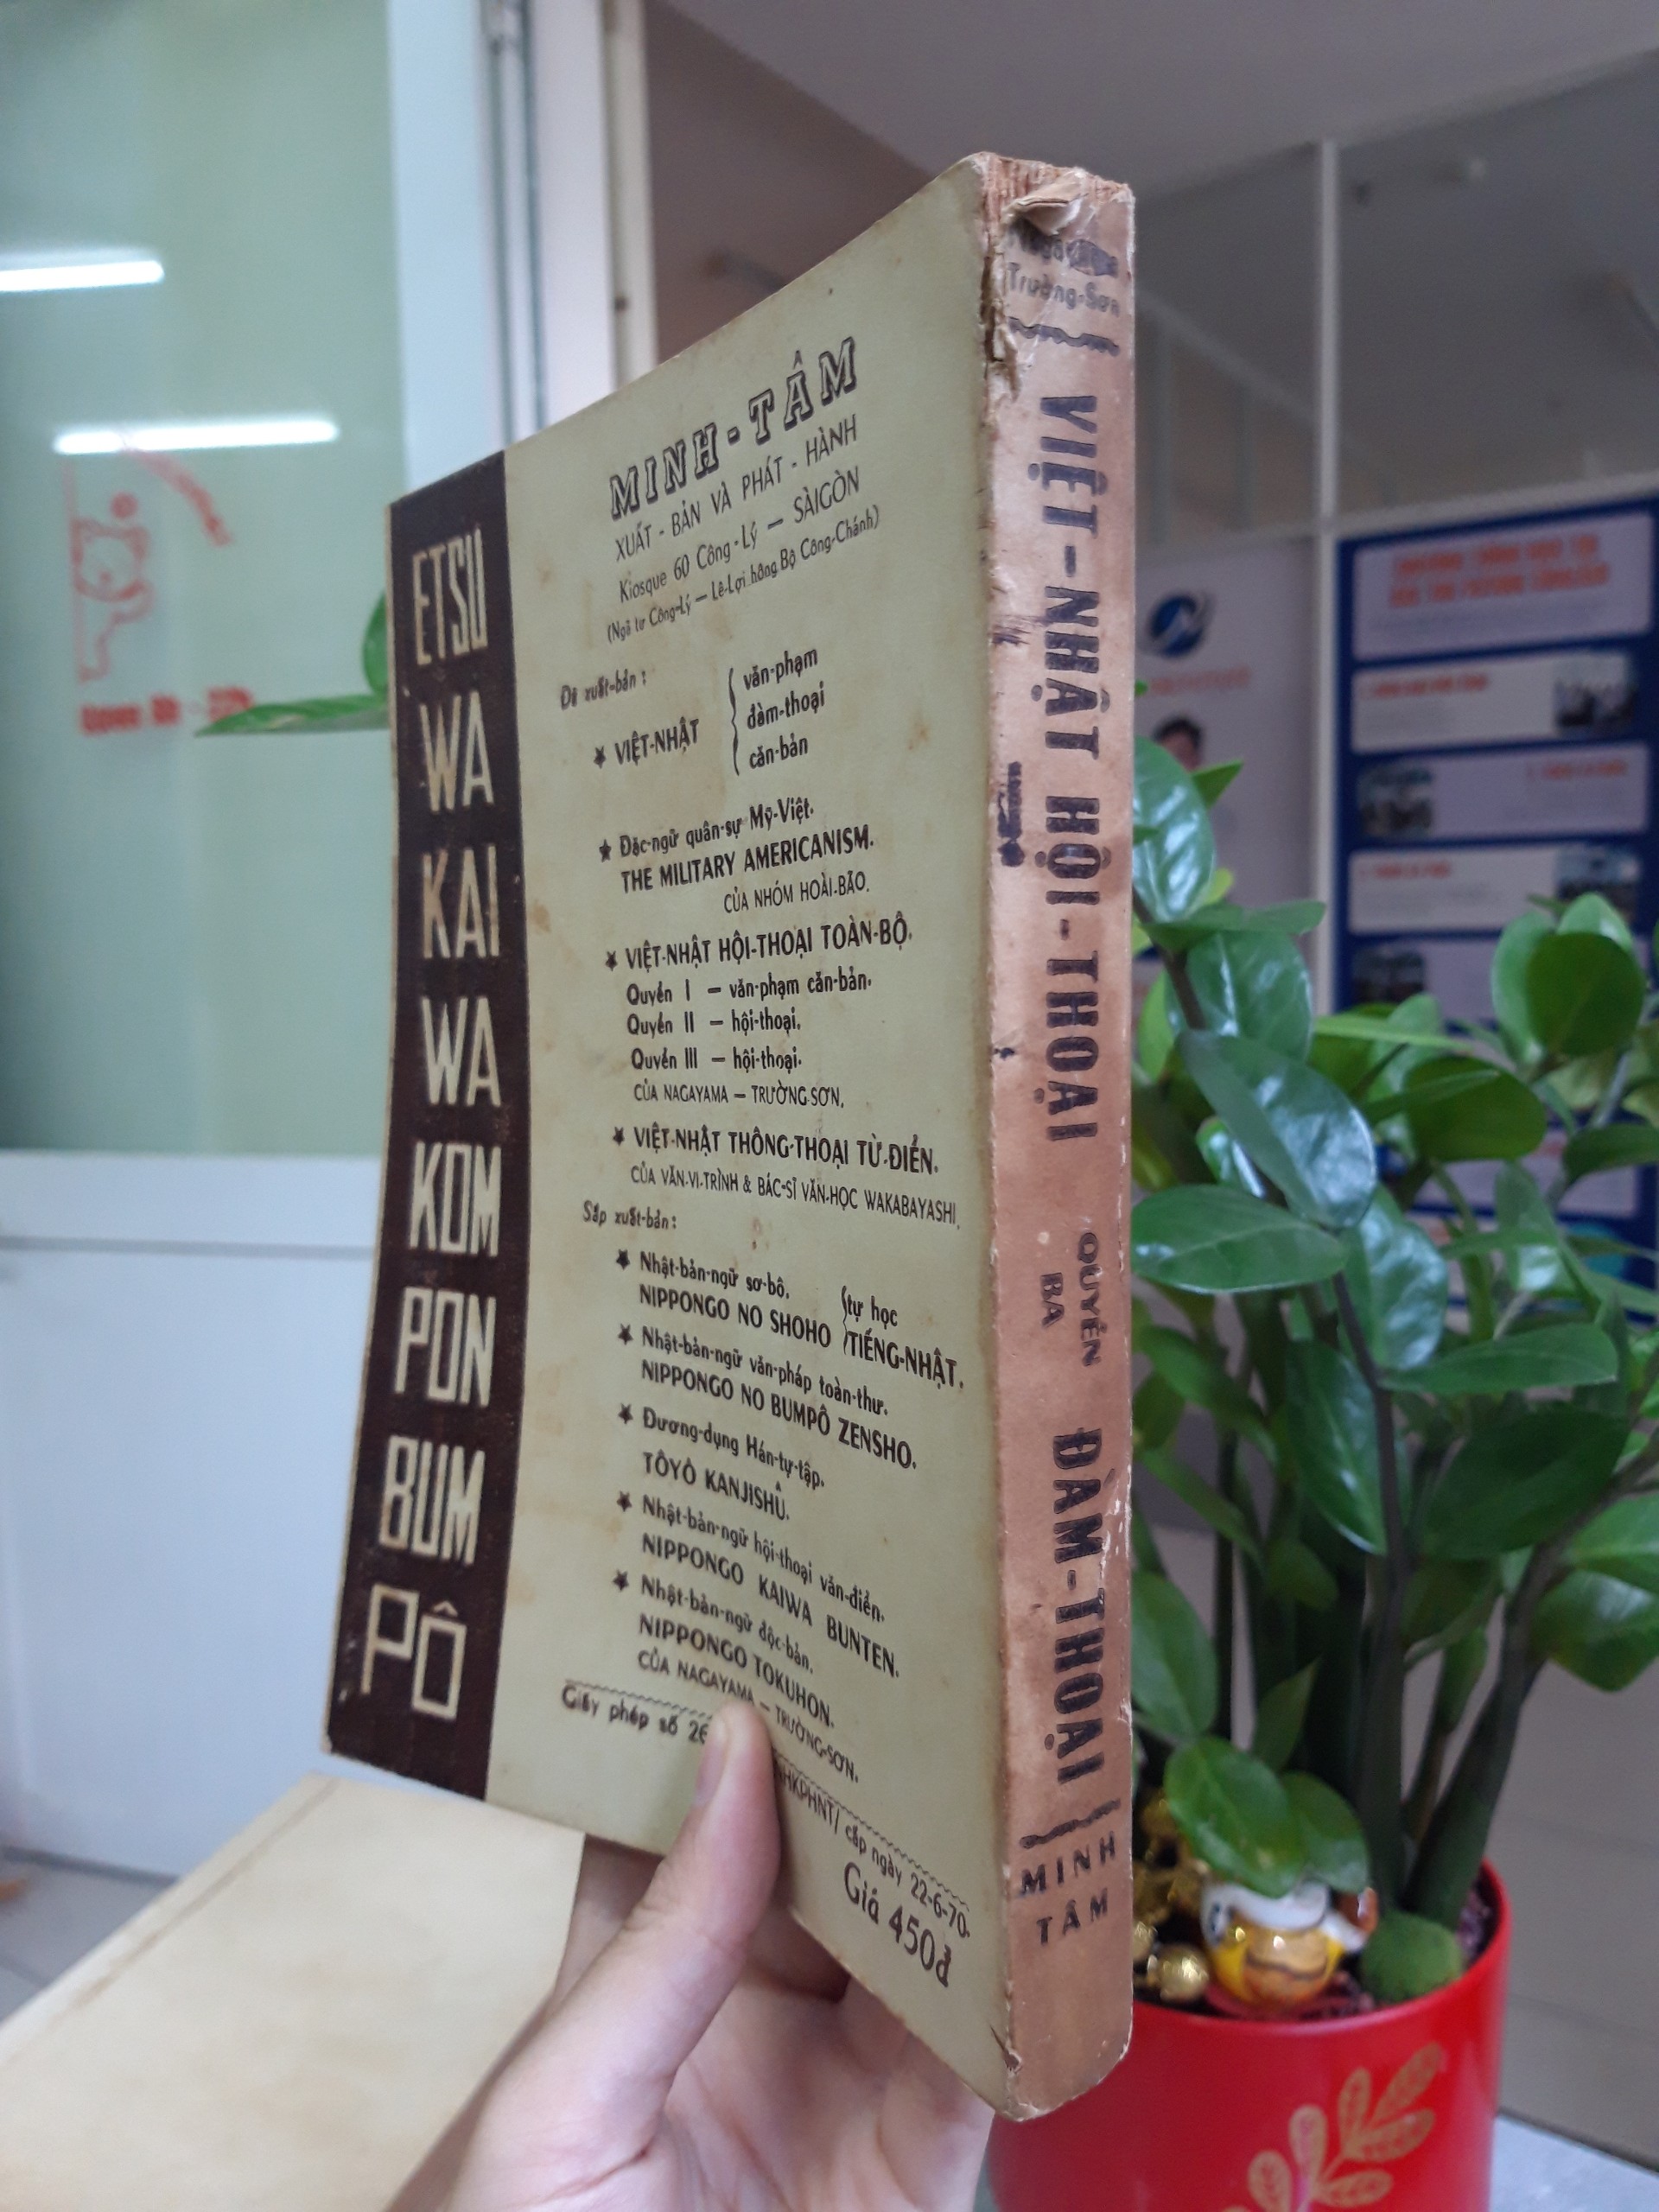 ETSU
WA
KAI
WA
KOM
PON
BUM
PÔ
MINH-TÂM
XUẤT-BẢN VÀ PHÁT-HÀNH
Kiosque 60 Công-Lý — SÀIGÒN
(Ngã tư Công-Lý — Lê-Lợi hông Bộ Công-Chánh)
Đã xuất-bản:
★ VIỆT-NHẬT
văn-phạm
đàm-thoại
căn-bản
★ Đặc-ngữ quân-sự Mỹ-Việt.
THE MILITARY AMERICANISM.
CỦA NHÓM HOÀI-BÃO.
★ VIỆT-NHẬT HỘI-THOẠI TOÀN-BỘ.
Quyển I — văn-phạm căn-bản.
Quyển II — hội-thoại.
Quyển III — hội-thoại.
CỦA NAGAYAMA — TRƯỜNG-SƠN.
★ VIỆT-NHẬT THÔNG-THOẠI TỪ-ĐIỂN.
CỦA VĂN-VI-TRÌNH & BÁC-SĨ VĂN-HỌC WAKABAYASHI.
Sắp xuất-bản:
★ Nhật-bản-ngữ sơ-bộ.
NIPPONGO NO SHOHO
tự học
TIẾNG-NHẬT.
★ Nhật-bản-ngữ văn-pháp toàn-thư.
NIPPONGO NO BUMPÔ ZENSHO.
★ Đương-dụng Hán-tự-tập.
TÔYÔ KANJISHÛ.
★ Nhật-bản-ngữ hội-thoại văn-điển.
NIPPONGO KAIWA BUNTEN.
★ Nhật-bản-ngữ độc-bản.
NIPPONGO TOKUHON.
CỦA NAGAYAMA — TRƯỜNG-SƠN.
Giấy phép số 26 NHKPHNT/ cấp ngày 22-6-70.
Giá 450đ
Trường-Sơn
VIỆT-NHẬT HỘI-THOẠI
QUYỂN
BA
ĐÀM-THOẠI
MINH
TÂM